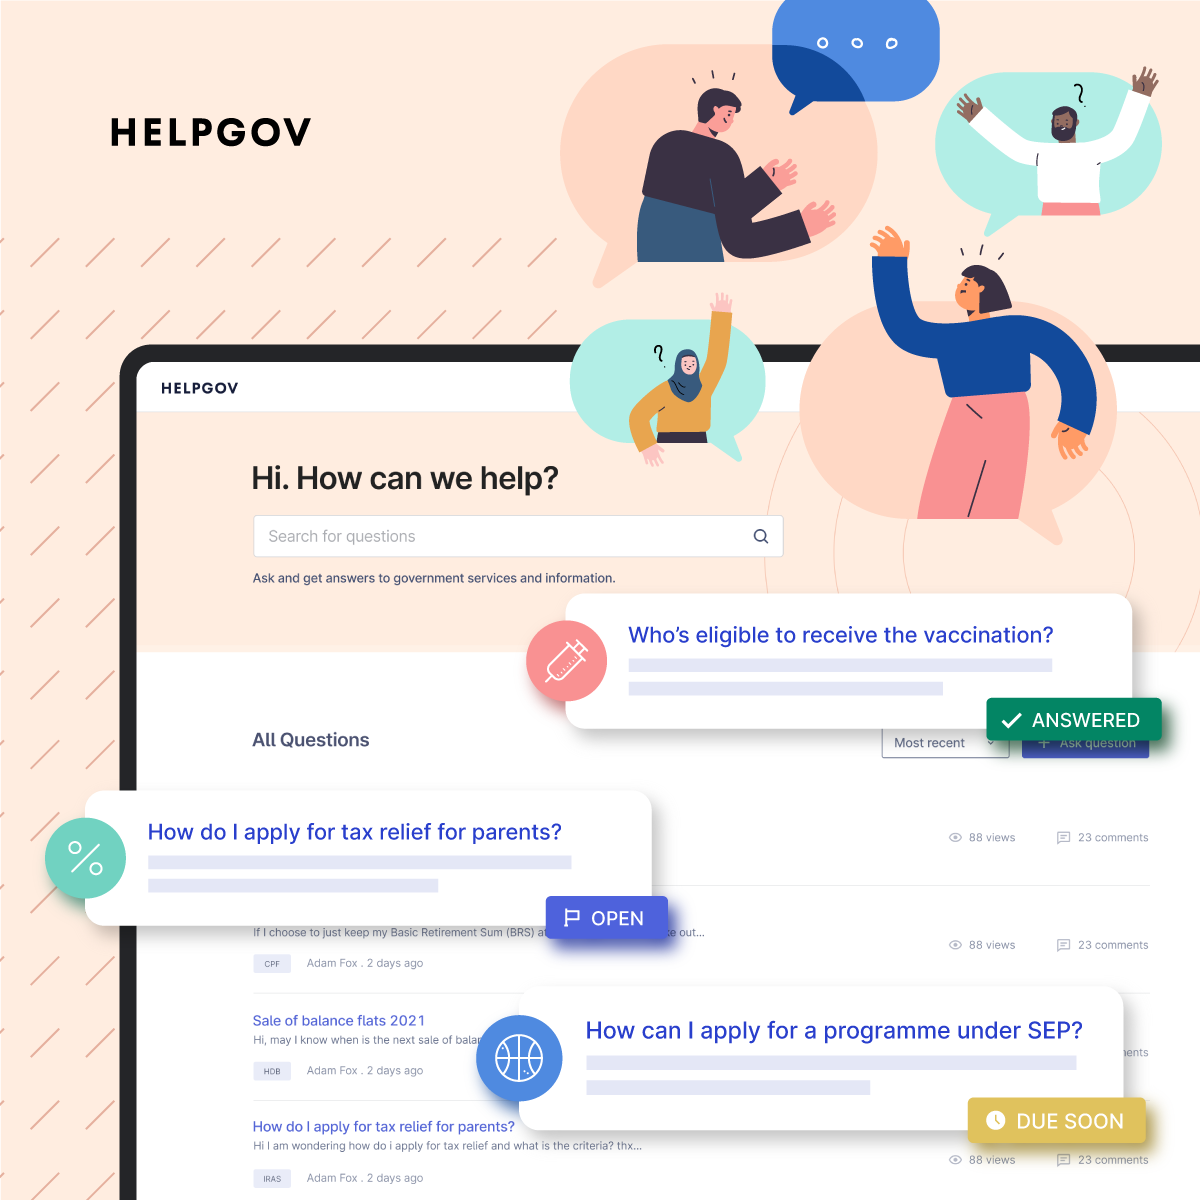 HELPGOV
HELPGOV
Hi. How can we help?
Search for questions
Ask and get answers to government services and information.
Who's eligible to receive the vaccination?
ANSWERED
All Questions
Most recent
Ask question
How do I apply for tax relief for parents?
88 views
23 comments
OPEN
If I choose to just keep my Basic Retirement Sum (BRS)
out...
88 views
23 comments
CPF
Adam Fox . 2 days ago
Sale of balance flats 2021
Hi, may I know when is the next sale of
How can I apply for a programme under SEP?
HDB
Adam Fox . 2 days ago
DUE SOON
How do I apply for tax relief for parents?
Hi I am wondering how do i apply for tax relief and what is the criteria? thx...
88 views
23 comments
IRAS
Adam Fox . 2 days ago